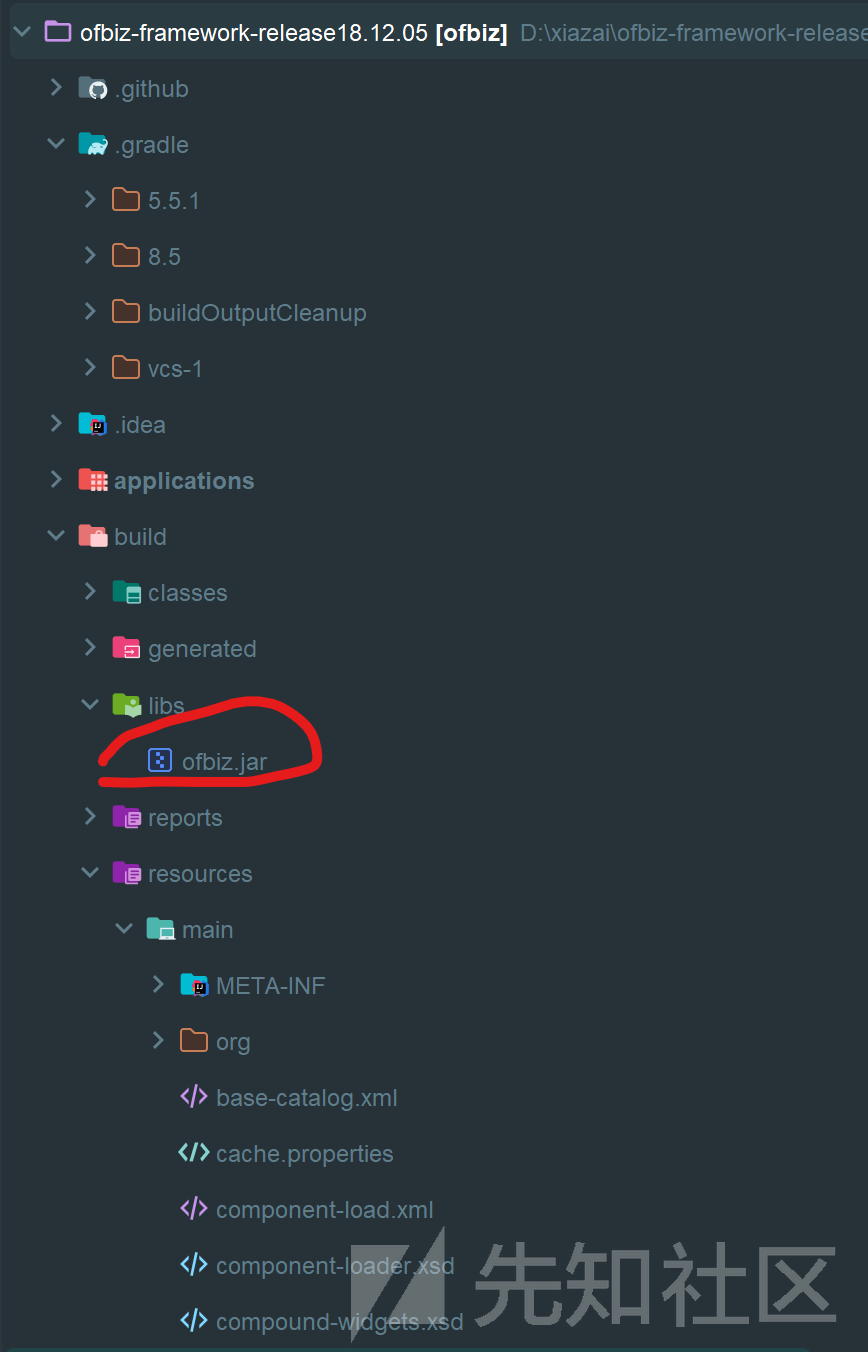 ofbiz-framework-release18.12.05 [ofbiz] D:\xiazai\ofbiz-framework-release
.github
.gradle
5.5.1
8.5
buildOutputCleanup
vcs-1
.idea
applications
build
classes
generated
libs
ofbiz.jar
reports
resources
main
META-INF
org
base-catalog.xml
cache.properties
component-load.xml
component-loader.xsd
compound-widgets.xsd
先知社区